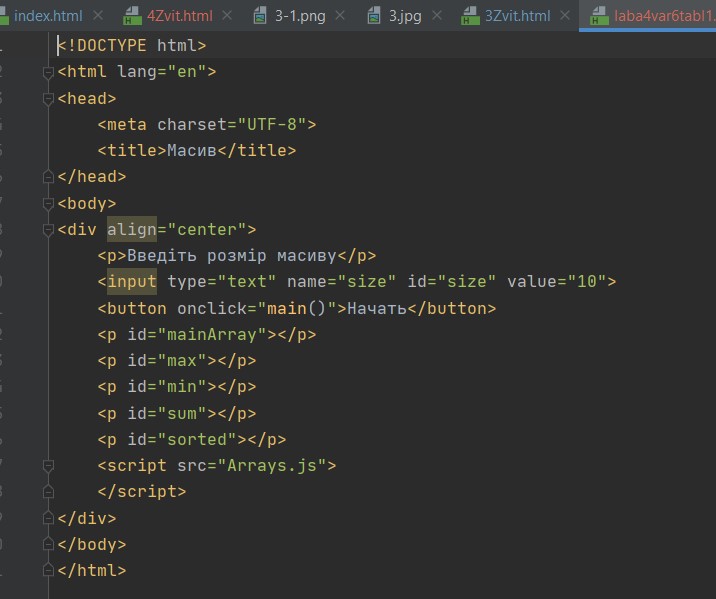 index.html 4Zvit.html 3-1.png 3.jpg 3Zvit.html laba4var6tabl1.
<!DOCTYPE html>
<html lang="en">
<head>
<meta charset="UTF-8">
<title>Масив</title>
</head>
<body>
<div align="center">
<p>Введіть розмір масиву</p>
<input type="text" name="size" id="size" value="10">
<button onclick="main()">Начать</button>
<p id="mainArray"></p>
<p id="max"></p>
<p id="min"></p>
<p id="sum"></p>
<p id="sorted"></p>
<script src="Arrays.js">
</script>
</div>
</body>
</html>